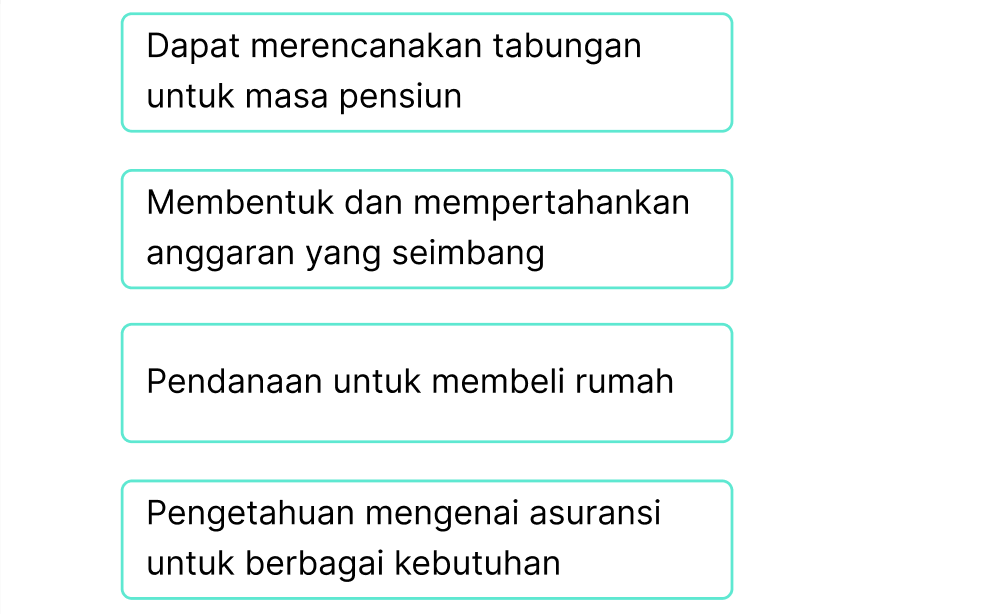 Dapat merencanakan tabungan
untuk masa pensiun
Membentuk dan mempertahankan
anggaran yang seimbang
Pendanaan untuk membeli rumah
Pengetahuan mengenai asuransi
untuk berbagai kebutuhan